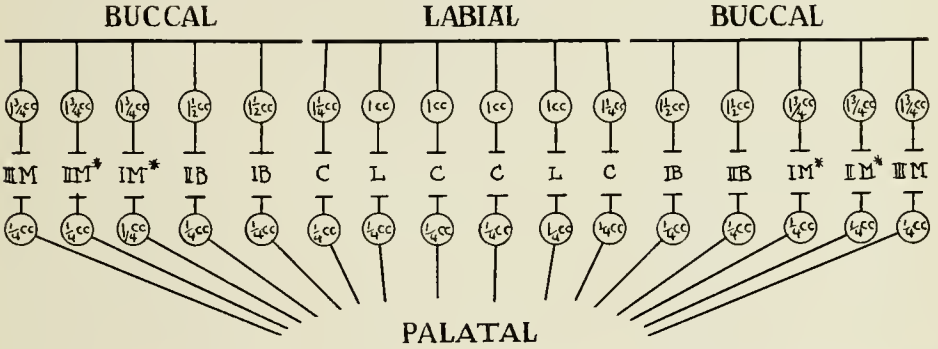 BUCCAL LABIAL BUCCAL
1¾cc 1¾cc 1¾cc 1½cc 1½cc 1¼cc 1cc 1cc 1cc 1cc 1¼cc 1½cc 1½cc 1¾cc 1¾cc 1¾cc
IIIM IIM* IM* IIB IB C L C C L C IB IIB IM* IIM* IIIM
¼cc ¼cc ¼cc ¼cc ¼cc ¼cc ¼cc ¼cc ¼cc ¼cc ¼cc ¼cc ¼cc ¼cc ¼cc ¼cc
PALATAL